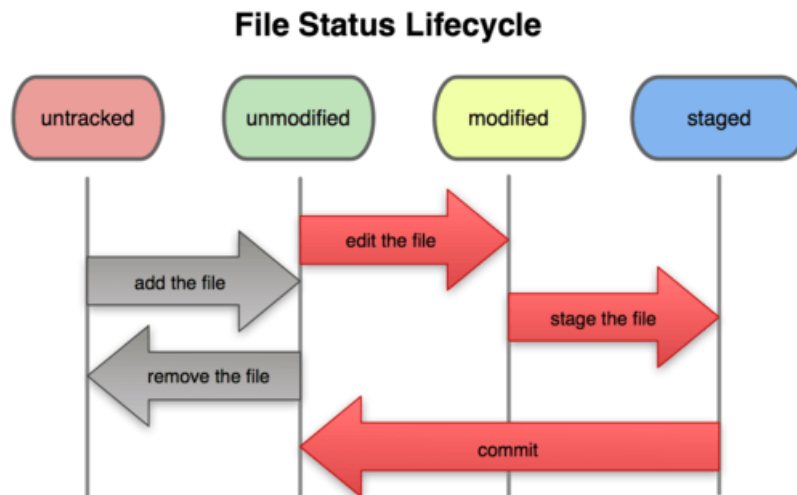 File Status Lifecycle
untracked
unmodified
modified
staged
edit the file
add the file
stage the file
remove the file
commit